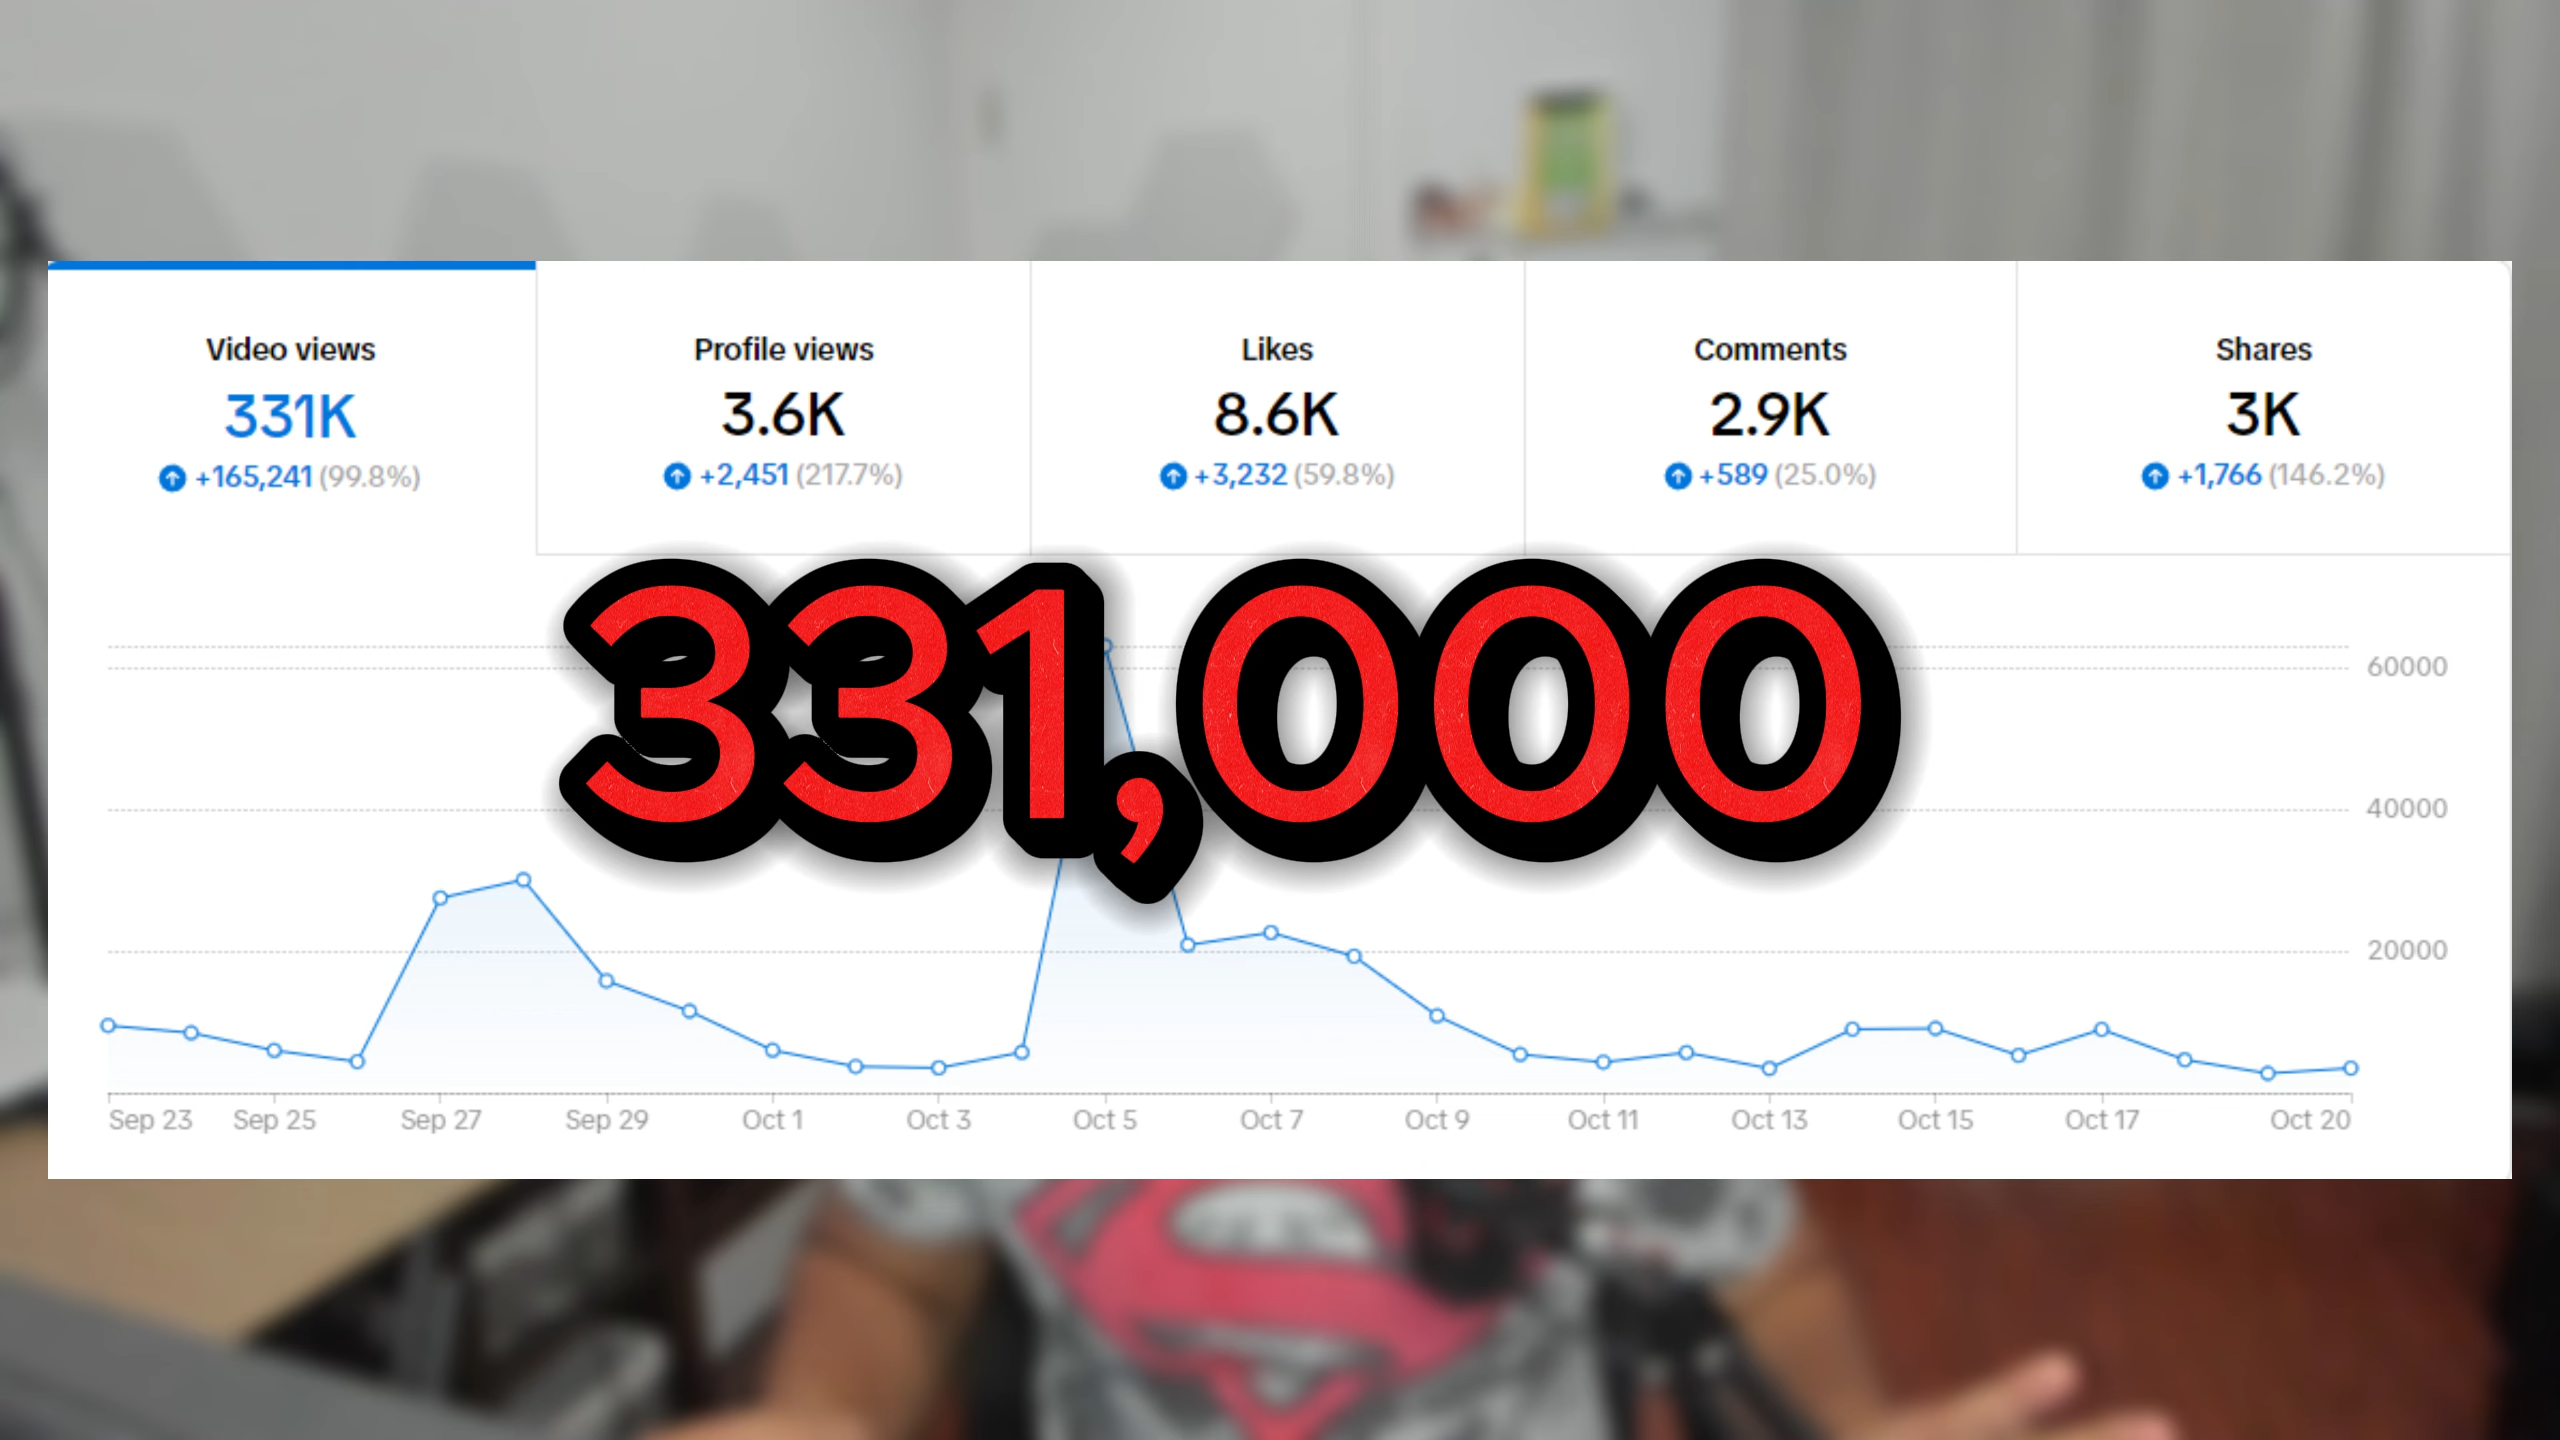 Video views
331K
+165,241 (99.8%)
Profile views
3.6K
+2,451 (217.7%)
Likes
8.6K
+3,232 (59.8%)
Comments
2.9K
+589 (25.0%)
Shares
3K
+1,766 (146.2%)
331,000
60000
40000
20000
Sep 23 Sep 25 Sep 27 Sep 29 Oct 1 Oct 3 Oct 5 Oct 7 Oct 9 Oct 11 Oct 13 Oct 15 Oct 17 Oct 20